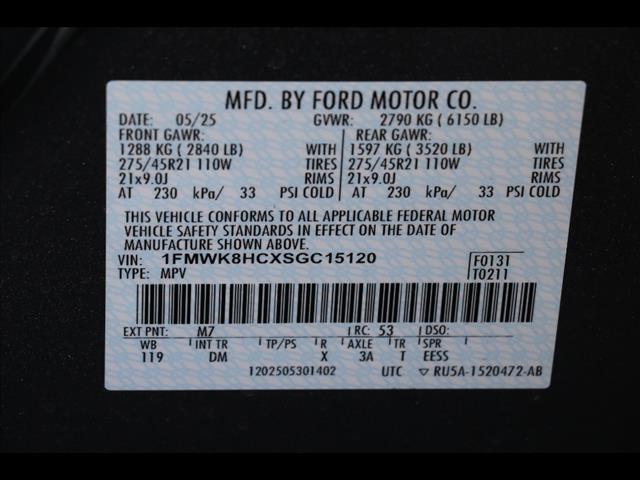 MFD. BY FORD MOTOR CO.
DATE: 05/25 GVWR: 2790 KG ( 6150 LB)
FRONT GAWR: REAR GAWR:
1288 KG ( 2840 LB) WITH 1597 KG ( 3520 LB) WITH
275/45R21 110W TIRES 275/45R21 110W TIRES
21x9.0J RIMS 21x9.0J RIMS
AT 230 kPa/ 33 PSI COLD AT 230 kPa/ 33 PSI COLD
THIS VEHICLE CONFORMS TO ALL APPLICABLE FEDERAL MOTOR
VEHICLE SAFETY STANDARDS IN EFFECT ON THE DATE OF
MANUFACTURE SHOWN ABOVE.
VIN: 1FMWK8HCXSGC15120 F0131
TYPE: MPV T0211
EXT PNT: M7 RC: 53 DSO:
WB INT TR TP/PS R AXLE TR SPR
119 DM X 3A T EESS
1202505301402 UTC ▽ RU5A-1520472-AB